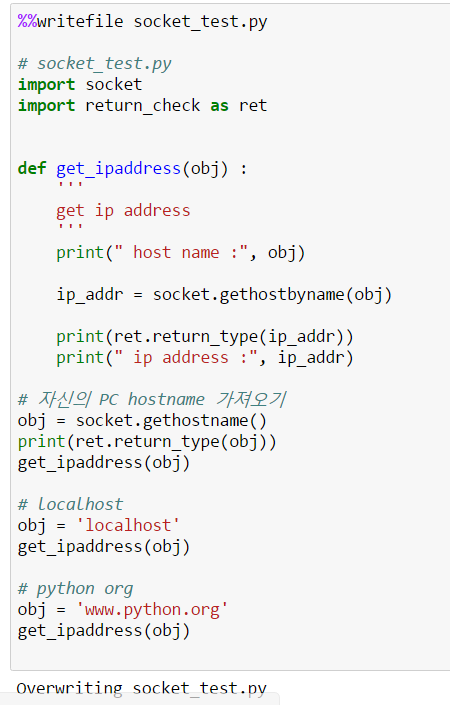 %%writefile socket_test.py
# socket_test.py
import socket
import return_check as ret
def get_ipaddress(obj) :
'''
get ip address
'''
print(" host name :", obj)
ip_addr = socket.gethostbyname(obj)
print(ret.return_type(ip_addr))
print(" ip address :", ip_addr)
# 자신의 PC hostname 가져오기
obj = socket.gethostname()
print(ret.return_type(obj))
get_ipaddress(obj)
# localhost
obj = 'localhost'
get_ipaddress(obj)
# python org
obj = 'www.python.org'
get_ipaddress(obj)
Overwriting socket_test.py